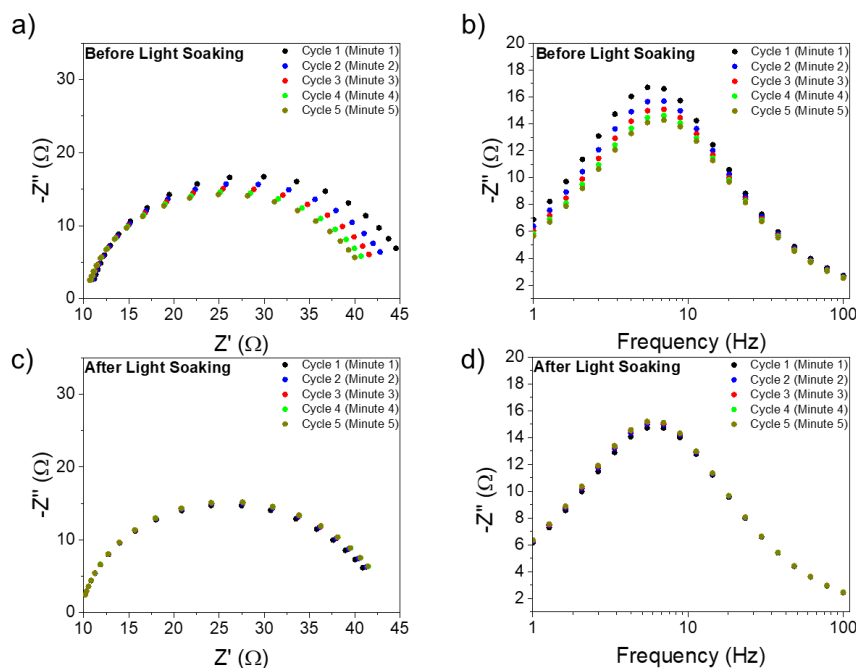 a)
Before Light Soaking
Cycle 1 (Minute 1)
Cycle 2 (Minute 2)
Cycle 3 (Minute 3)
Cycle 4 (Minute 4)
Cycle 5 (Minute 5)
-Z'' (Ω)
30
20
10
0
10 15 20 25 30 35 40 45
Z' (Ω)
b)
Before Light Soaking
Cycle 1 (Minute 1)
Cycle 2 (Minute 2)
Cycle 3 (Minute 3)
Cycle 4 (Minute 4)
Cycle 5 (Minute 5)
-Z'' (Ω)
20
18
16
14
12
10
8
6
4
2
1 10 100
Frequency (Hz)
c)
After Light Soaking
Cycle 1 (Minute 1)
Cycle 2 (Minute 2)
Cycle 3 (Minute 3)
Cycle 4 (Minute 4)
Cycle 5 (Minute 5)
-Z'' (Ω)
30
20
10
0
10 15 20 25 30 35 40 45
Z' (Ω)
d)
After Light Soaking
Cycle 1 (Minute 1)
Cycle 2 (Minute 2)
Cycle 3 (Minute 3)
Cycle 4 (Minute 4)
Cycle 5 (Minute 5)
-Z'' (Ω)
20
18
16
14
12
10
8
6
4
2
1 10 100
Frequency (Hz)